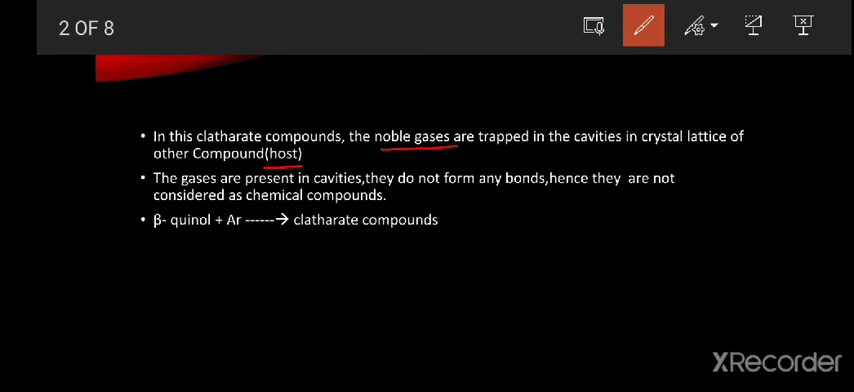 2 OF 8
• In this clatharate compounds, the noble gases are trapped in the cavities in crystal lattice of
other Compound(host)
• The gases are present in cavities,they do not form any bonds,hence they are not
considered as chemical compounds.
• β- quinol + Ar ------→ clatharate compounds
XRecorder